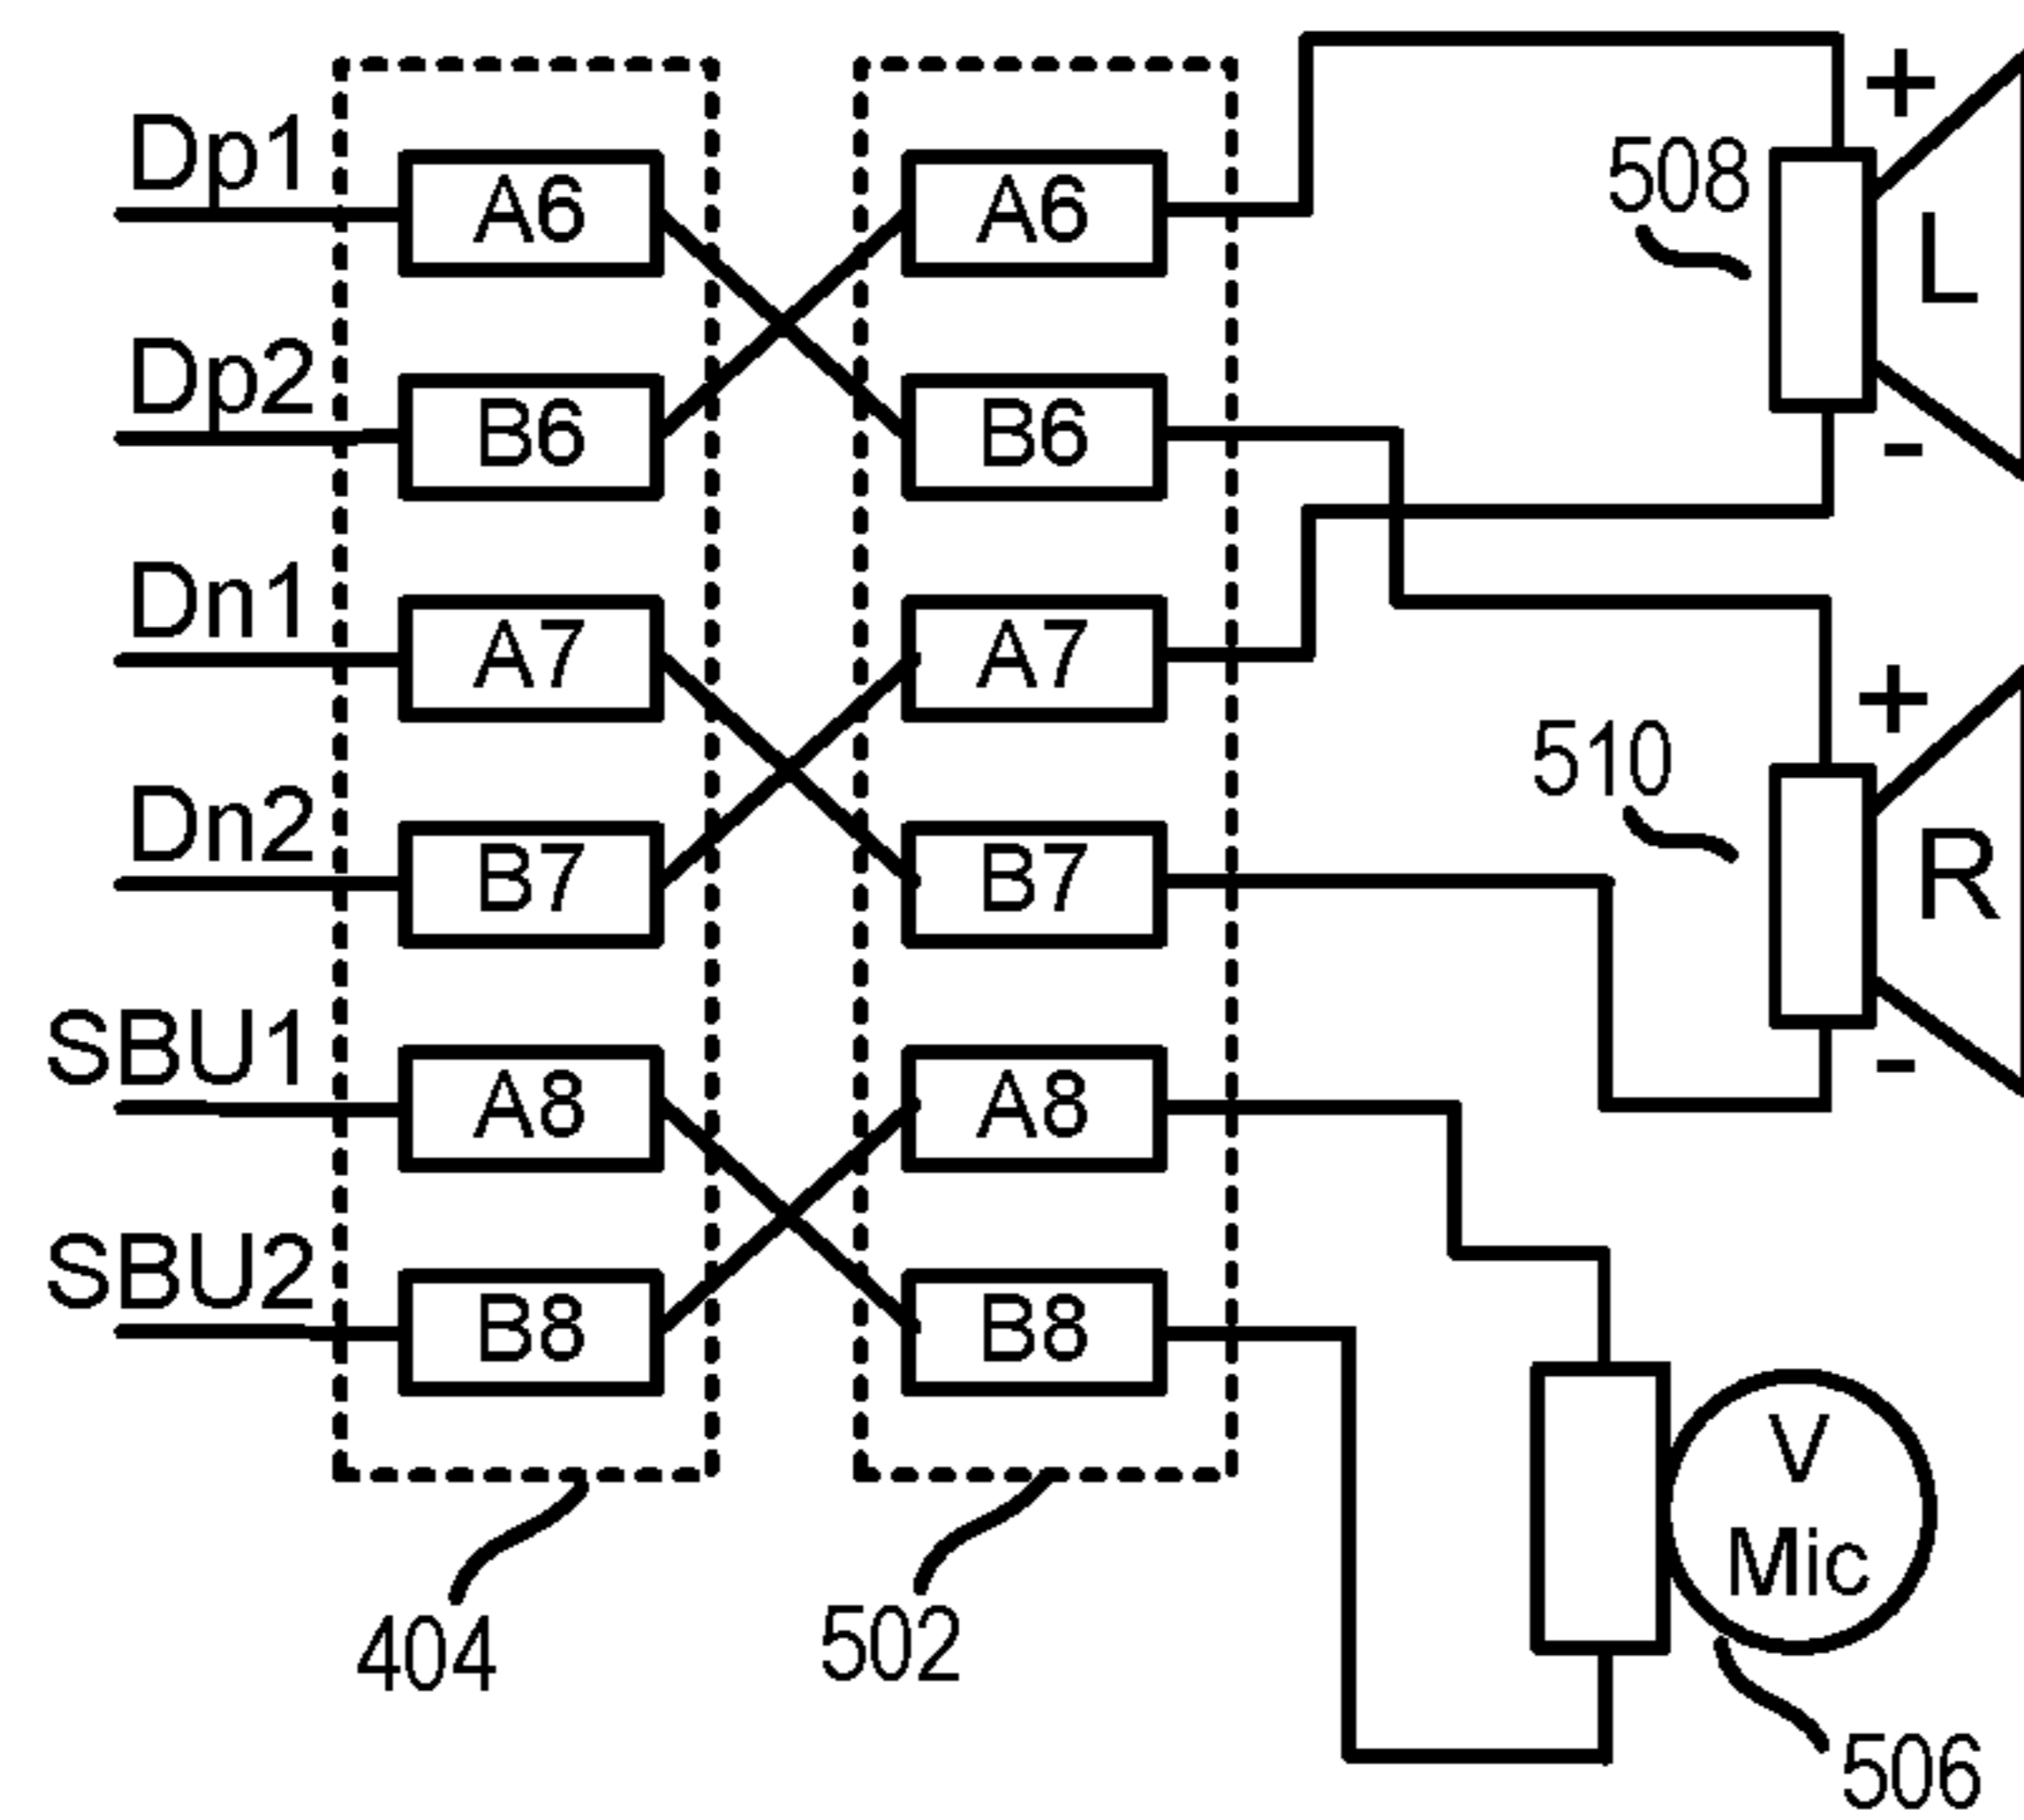 Dp1
A6
A6
+
508
L
Dp2
B6
B6
-
Dn1
A7
A7
+
510
Dn2
B7
B7
R
SBU1
A8
A8
-
SBU2
B8
B8
V
Mic
404
502
506